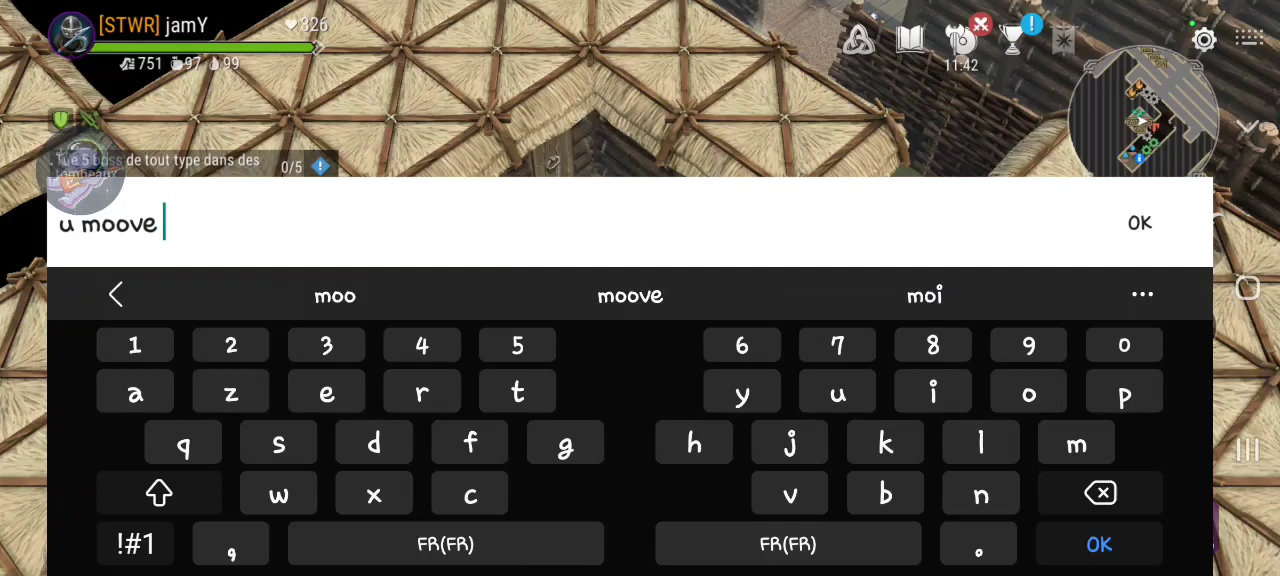 [STWR] jamY
326
751 97 99
11:42
Tue 5 boss de tout type dans des
tombeaux
0/5
u moove
OK
moo moove moi ...
1 2 3 4 5 6 7 8 9 0
a z e r t y u i o p
q s d f g h j k l m
w x c v b n
!#1 , FR(FR) FR(FR) . OK